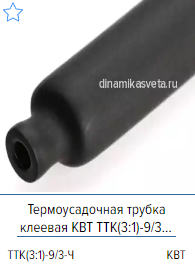 dinamikasveta.ru
Термоусадочная трубка
клеевая КВТ ТТК(3:1)-9/3...
ТТК(3:1)-9/3-Ч
КВТ